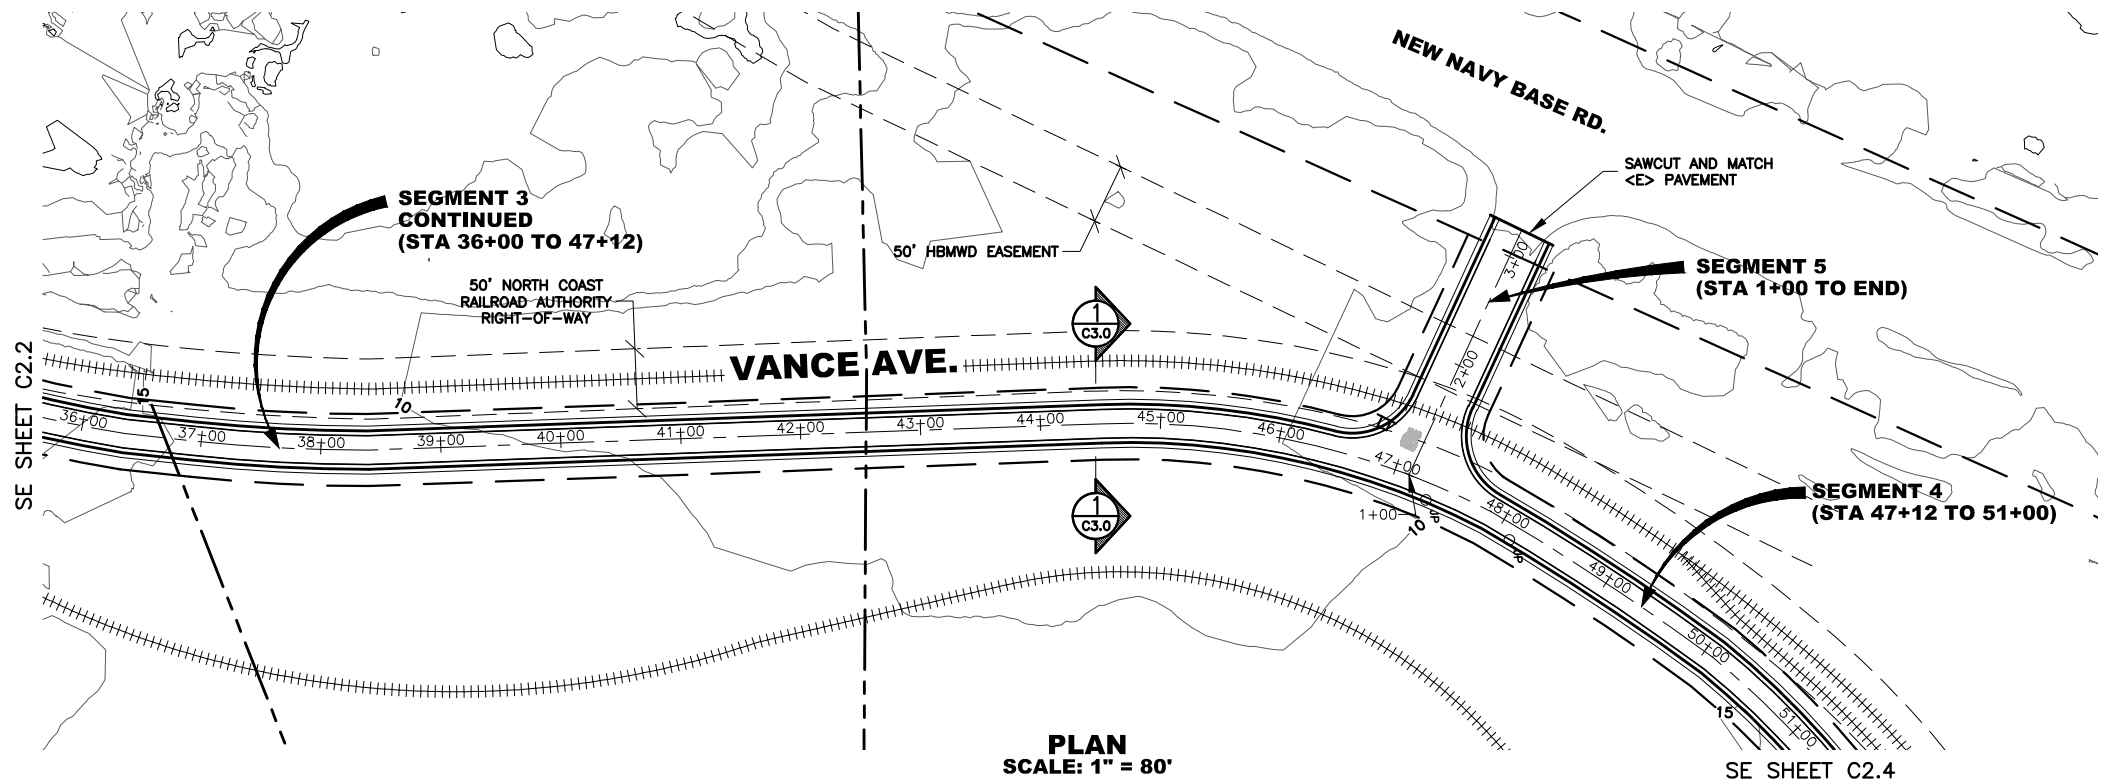 NEW NAVY BASE RD.
SAWCUT AND MATCH
<E> PAVEMENT
SEGMENT 3
CONTINUED
(STA 36+00 TO 47+12)
50' HBMWD EASEMENT
50' NORTH COAST
RAILROAD AUTHORITY
RIGHT-OF-WAY
SEGMENT 5
(STA 1+00 TO END)
1
C3.0
VANCE AVE.
SE SHEET C2.2
15
10
36+00
37+00
38+00
39+00
40+00
41+00
42+00
43+00
44+00
45+00
46+00
47+00
48+00
49+00
50+00
51+00
3+00
2+00
1+00
10
JP
SEGMENT 4
(STA 47+12 TO 51+00)
1
C3.0
15
PLAN
SCALE: 1" = 80'
SE SHEET C2.4